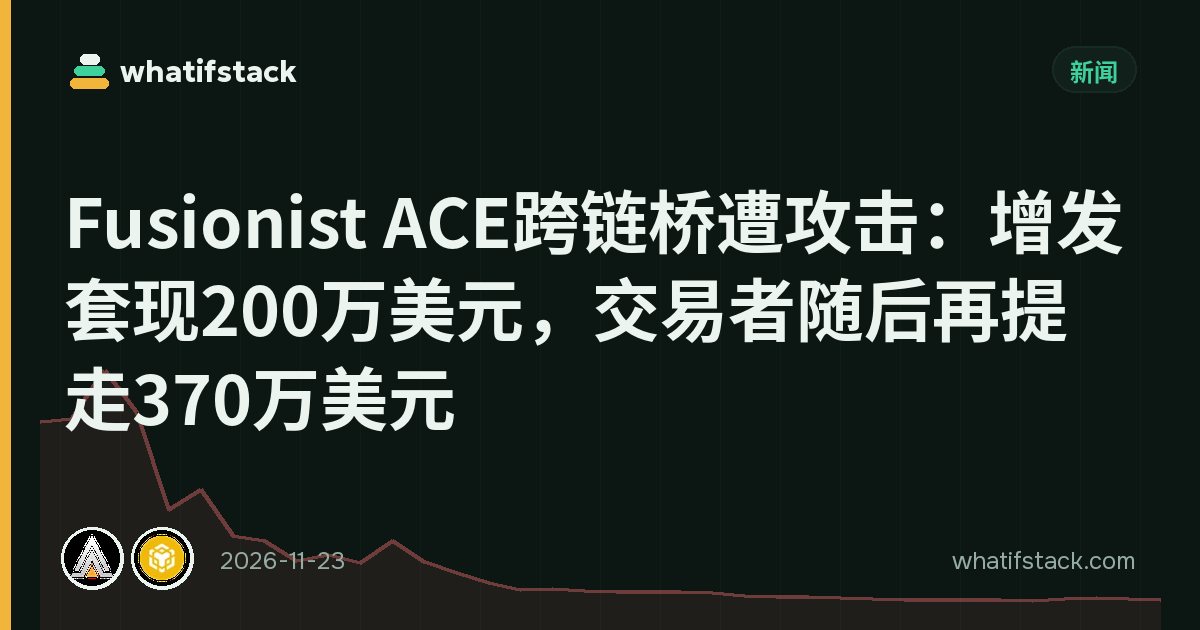 whatifstack
新闻
Fusionist ACE跨链桥遭攻击：增发
套现200万美元，交易者随后再提
走370万美元
2026-11-23
whatifstack.com